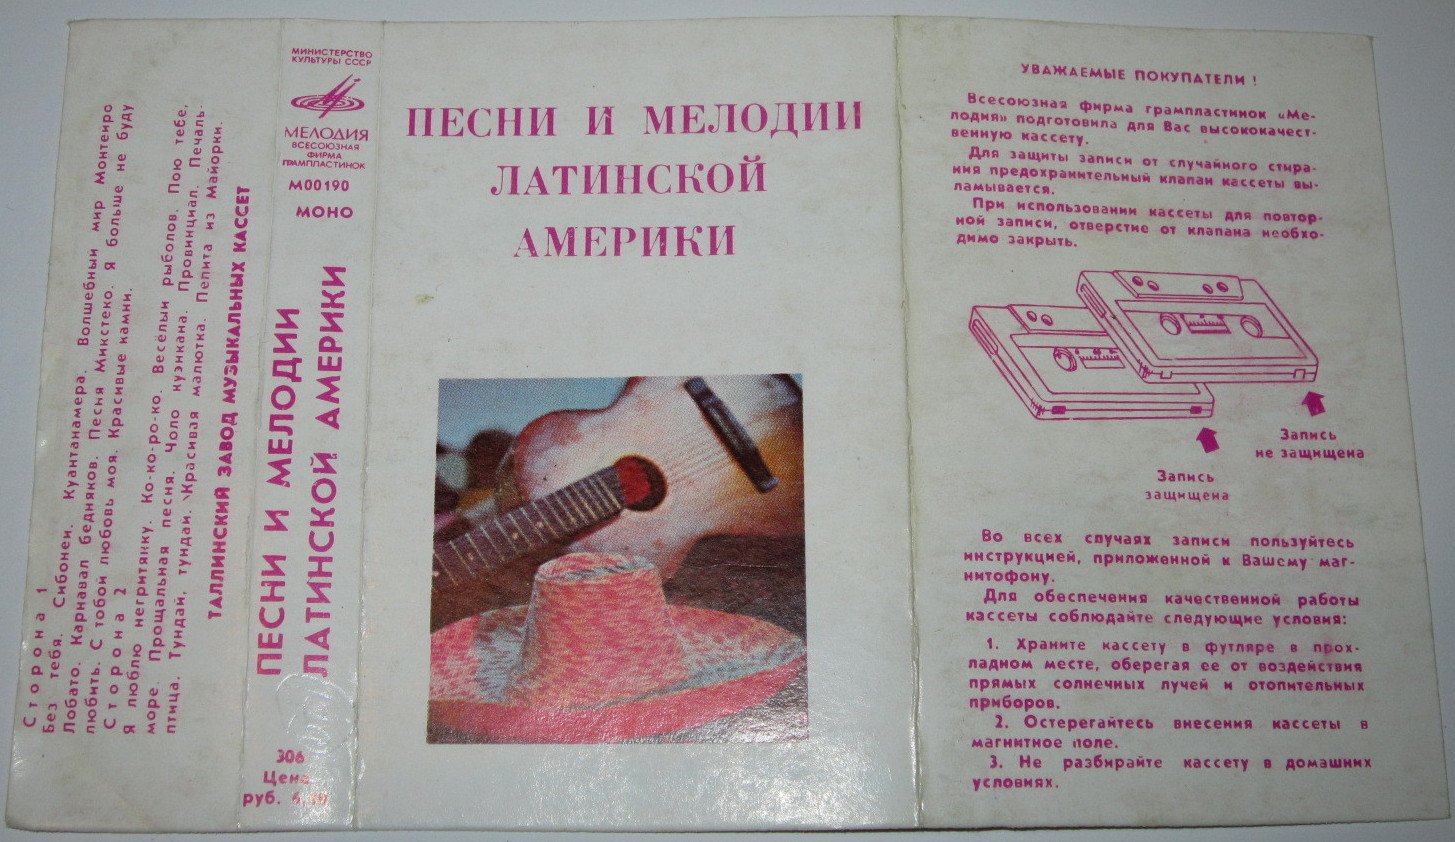 Сторона 1
Без тебя. Сибоней. Куантанамера. Волшебный мир Монтейро
Лобато. Карнавал бедняков. Песня Микстеко. Я больше не буду
любить. С тобой любовь моя. Красивые камни.
Сторона 2
Я люблю негритянку. Ко-ко-ро-ко. Весёлый рыболов. Пою тебе,
море. Прощальная песня. Чоло куэнкана. Провинциал. Печаль-
птица. Тундай, тундай. Красивая малютка. Пепита из Майорки.
ТАЛЛИНСКИЙ ЗАВОД МУЗЫКАЛЬНЫХ КАССЕТ
МИНИСТЕРСТВО
КУЛЬТУРЫ СССР
МЕЛОДИЯ
ВСЕСОЮЗНАЯ
ФИРМА
ГРАМПЛАСТИНОК
М00190
МОНО
ПЕСНИ И МЕЛОДИИ
ЛАТИНСКОЙ АМЕРИКИ
306
Цена
руб.
ПЕСНИ И МЕЛОДИИ
ЛАТИНСКОЙ
АМЕРИКИ
УВАЖАЕМЫЕ ПОКУПАТЕЛИ !
Всесоюзная фирма грампластинок «Ме-
лодия» подготовила для Вас высококачест-
венную кассету.
Для защиты записи от случайного стира-
ния предохранительный клапан кассеты вы-
ламывается.
При использовании кассеты для повтор-
ной записи, отверстие от клапана необхо-
димо закрыть.
Запись
не защищена
Запись
защищена
Во всех случаях записи пользуйтесь
инструкцией, приложенной к Вашему маг-
нитофону.
Для обеспечения качественной работы
кассеты соблюдайте следующие условия:
1. Храните кассету в футляре в прох-
ладном месте, оберегая ее от воздействия
прямых солнечных лучей и отопительных
приборов.
2. Остерегайтесь внесения кассеты в
магнитное поле.
3. Не разбирайте кассету в домашних
условиях.